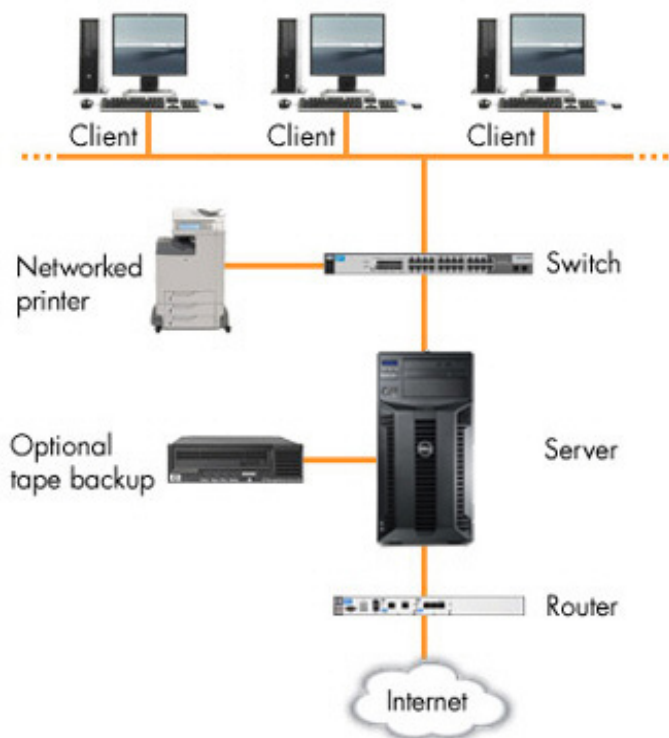 Client
Client
Client
Networked
printer
Switch
Optional
tape backup
Server
Router
Internet